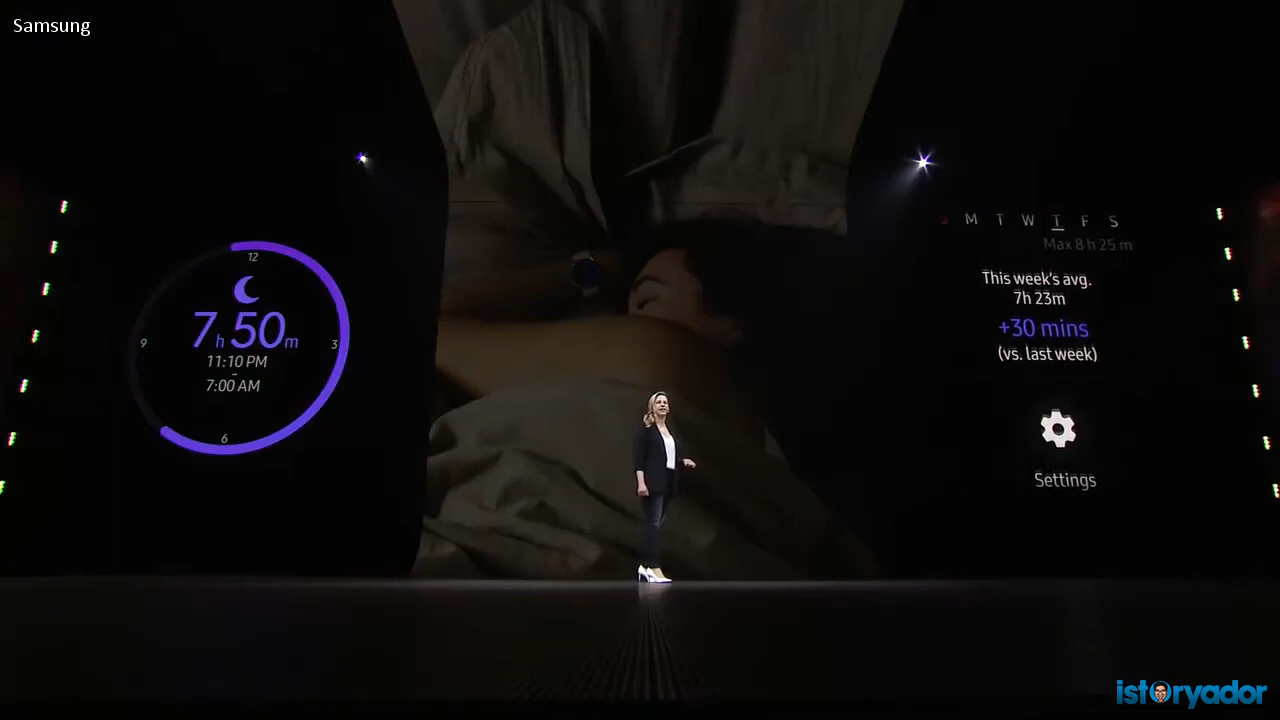 Samsung
12
3
6
9
7h 50m
11:10 PM
-
7:00 AM
S M T W T F S
Max 8 h 25 m
This week's avg.
7h 23m
+30 mins
(vs. last week)
Settings
istoryador